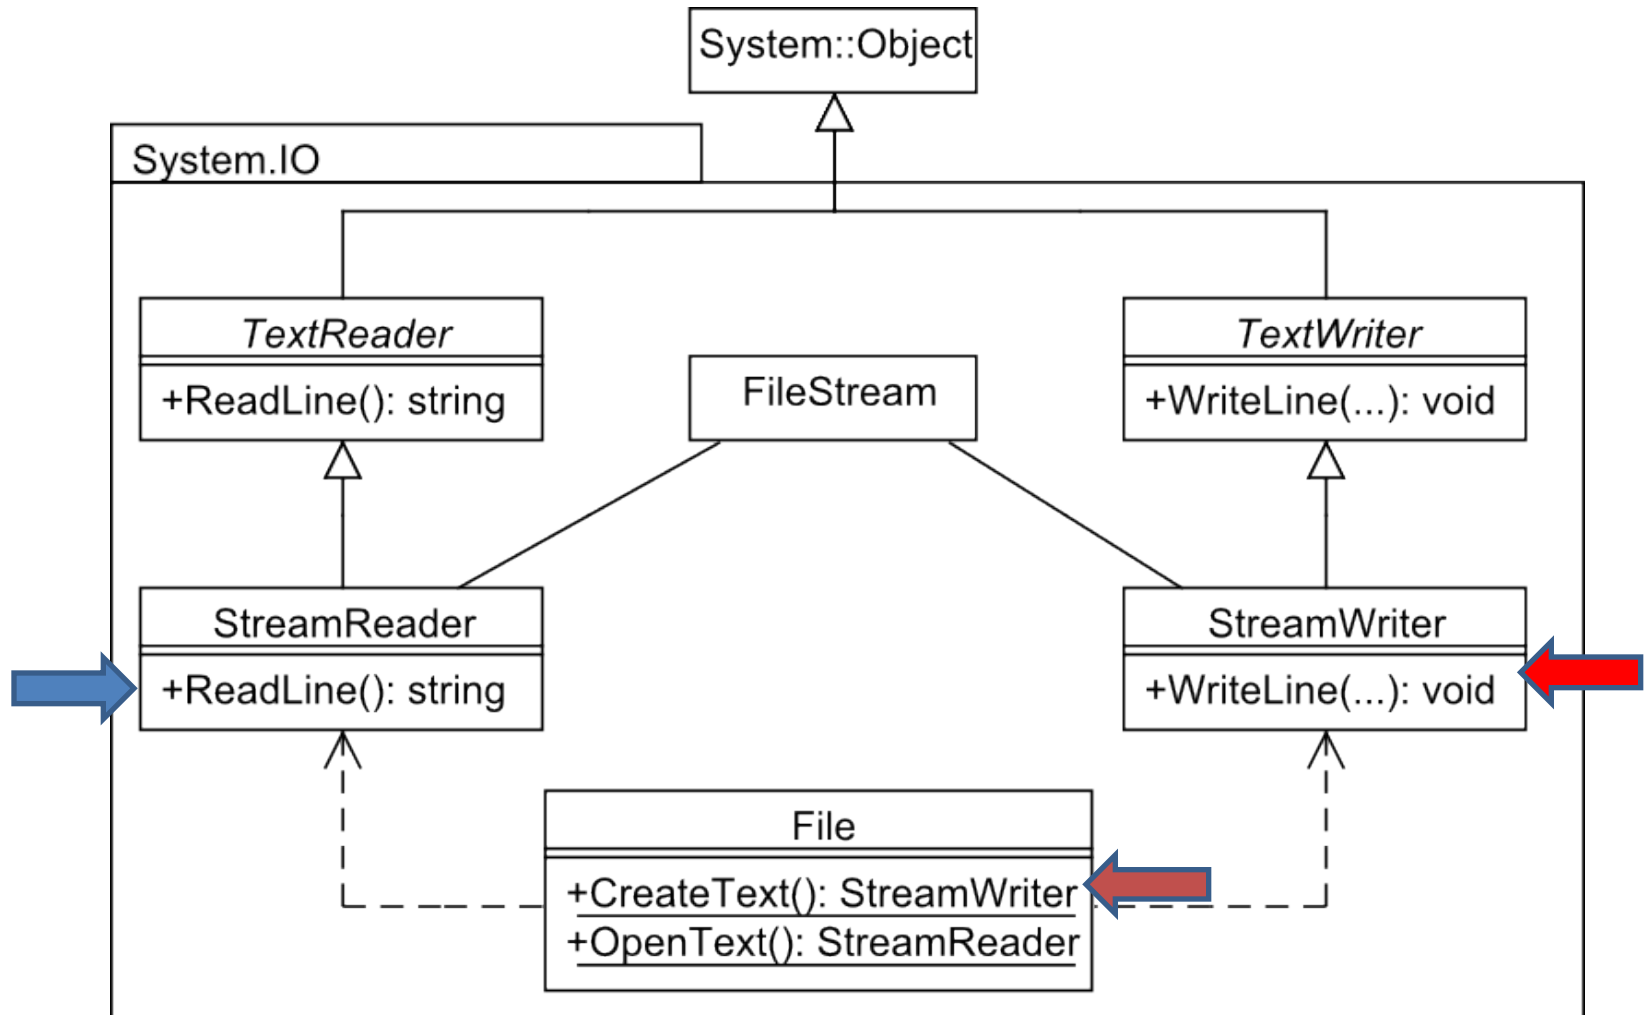 System::Object
System.IO
TextReader
+ReadLine(): string
FileStream
TextWriter
+WriteLine(...): void
StreamReader
+ReadLine(): string
StreamWriter
+WriteLine(...): void
File
+CreateText(): StreamWriter
+OpenText(): StreamReader